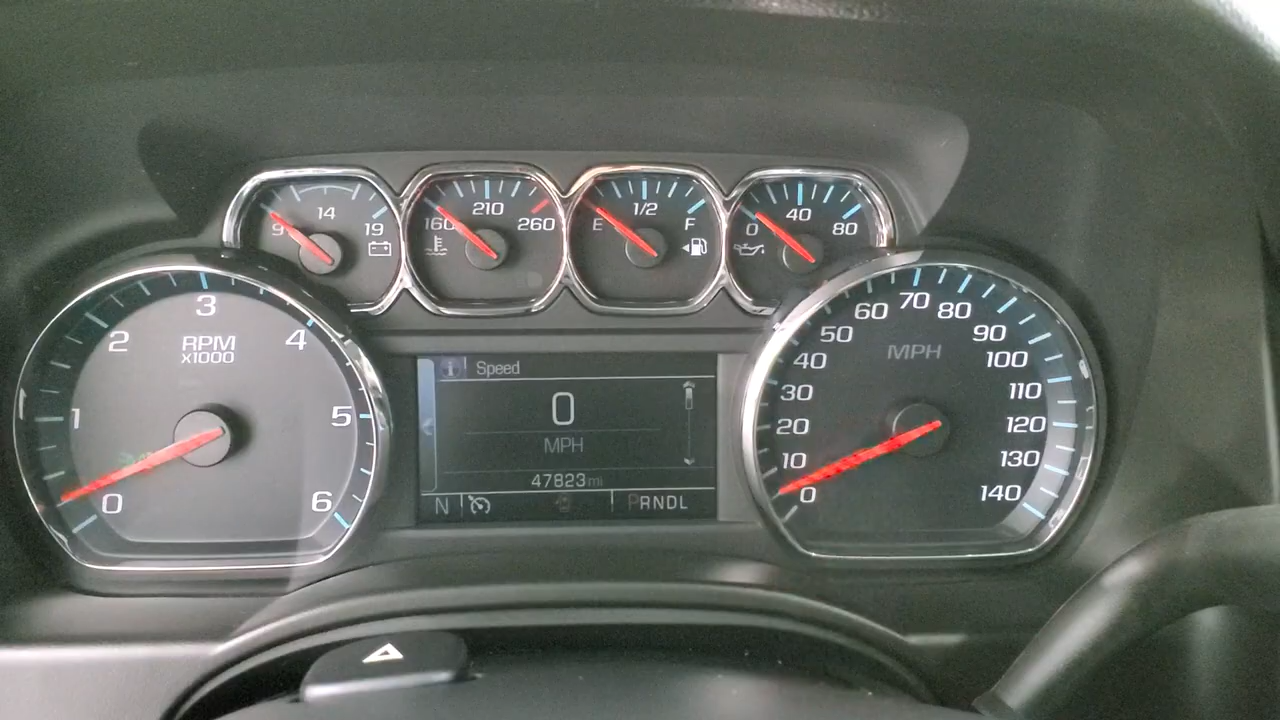 9 14 19
160 210 260
E 1/2 F
0 40 80
0 1 2 3 4 5 6
RPM
x1000
i Speed
0
MPH
47823 mi
N PRNDL
0 10 20 30 40 50 60 70 80 90 100 110 120 130 140
MPH